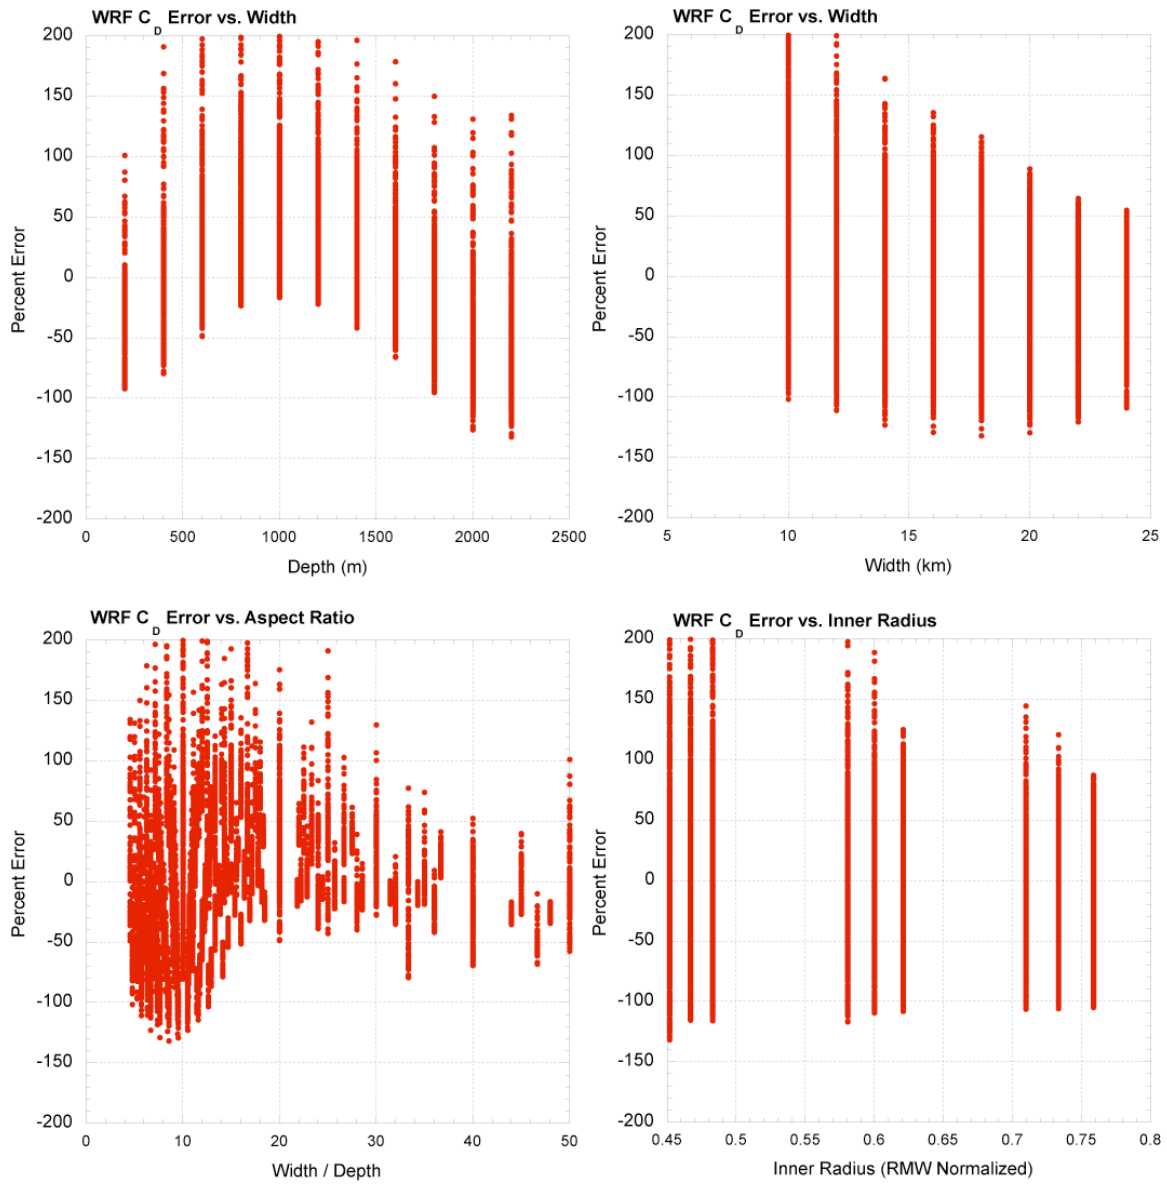 WRF C D Error vs. Width
200
150
100
50
0
-50
-100
-150
-200
Percent Error
0 500 1000 1500 2000 2500
Depth (m)
WRF C D Error vs. Width
200
150
100
50
0
-50
-100
-150
-200
Percent Error
5 10 15 20 25
Width (km)
WRF C D Error vs. Aspect Ratio
200
150
100
50
0
-50
-100
-150
-200
Percent Error
0 10 20 30 40 50
Width / Depth
WRF C D Error vs. Inner Radius
200
150
100
50
0
-50
-100
-150
-200
Percent Error
0.45 0.5 0.55 0.6 0.65 0.7 0.75 0.8
Inner Radius (RMW Normalized)